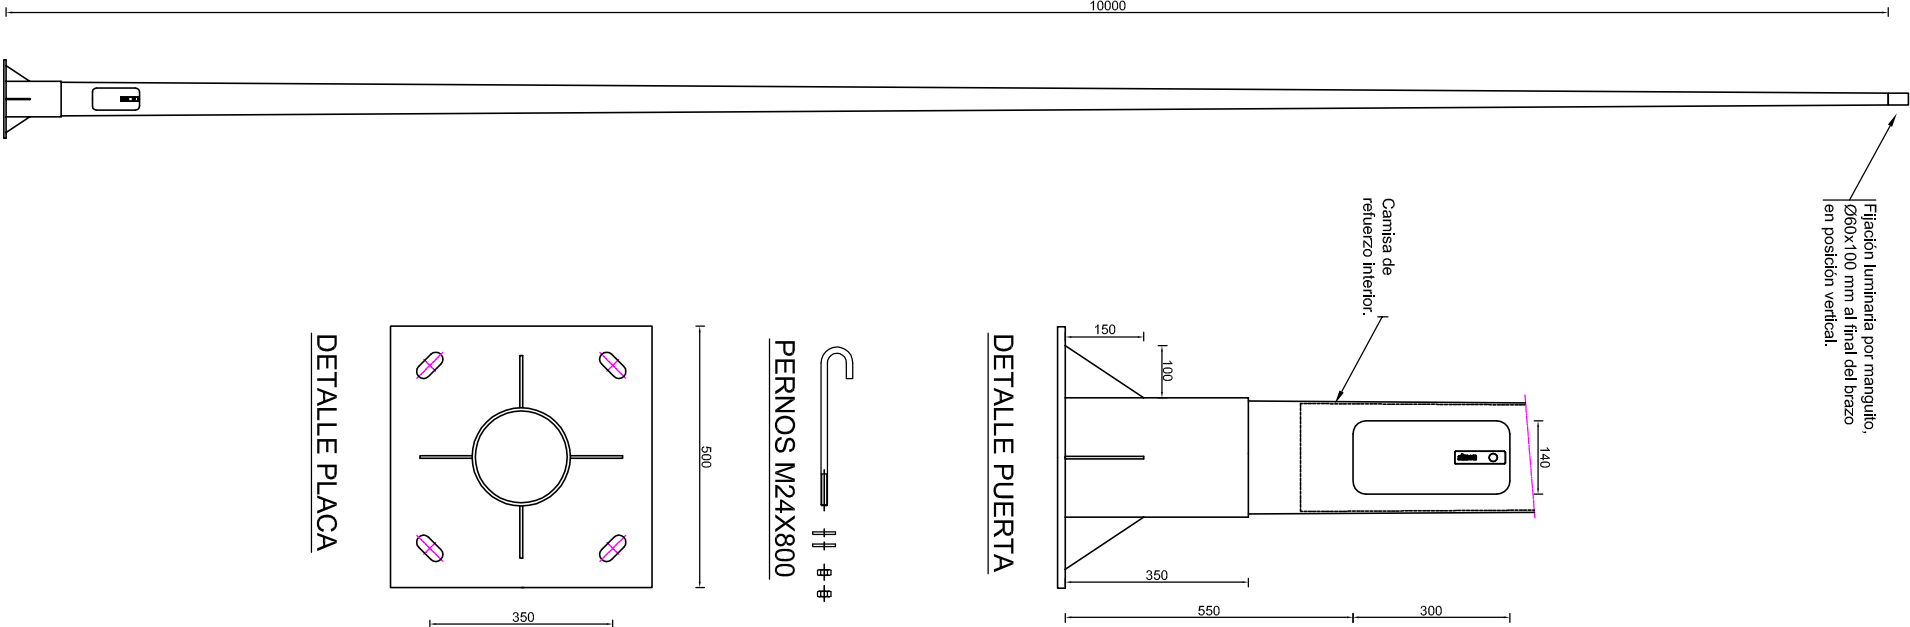 10000
Fijación luminaria por manguito,
Ø60x100 mm al final del brazo
en posición vertical.
Camisa de
refuerzo interior.
150
100
140
350
550
300
DETALLE PUERTA
PERNOS M24X800
500
350
DETALLE PLACA